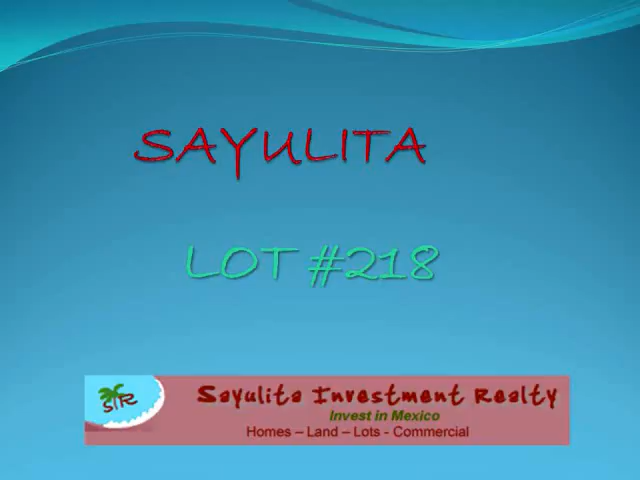 SAYULITA
LOT #218
SIR
Sayulita Investment Realty
Invest in Mexico
Homes – Land – Lots - Commercial